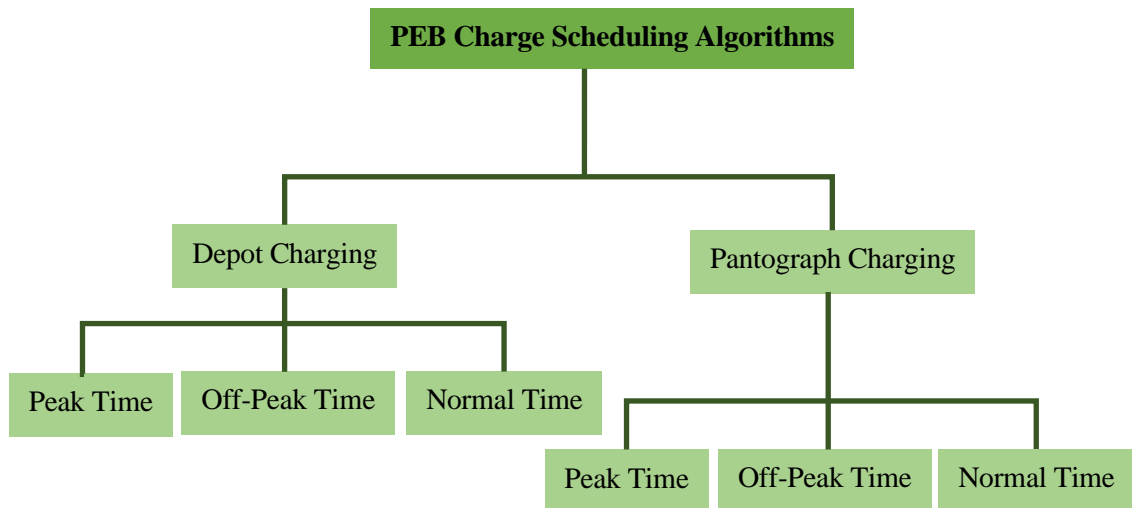 PEB Charge Scheduling Algorithms
Depot Charging
Pantograph Charging
Peak Time
Off-Peak Time
Normal Time
Peak Time
Off-Peak Time
Normal Time